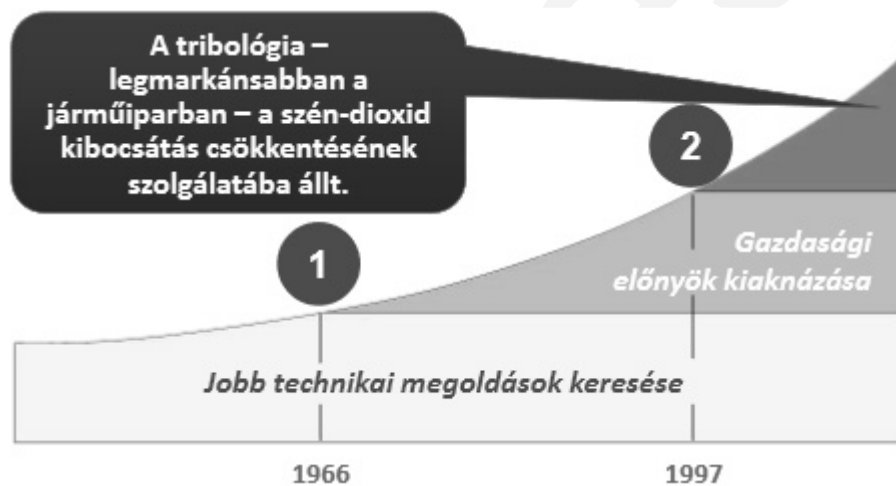 A tribológia –
legmarkánsabban a
járműiparban – a szén-dioxid
kibocsátás csökkentésének
szolgálatába állt.
2
1
Gazdasági
előnyök kiaknázása
Jobb technikai megoldások keresése
1966
1997